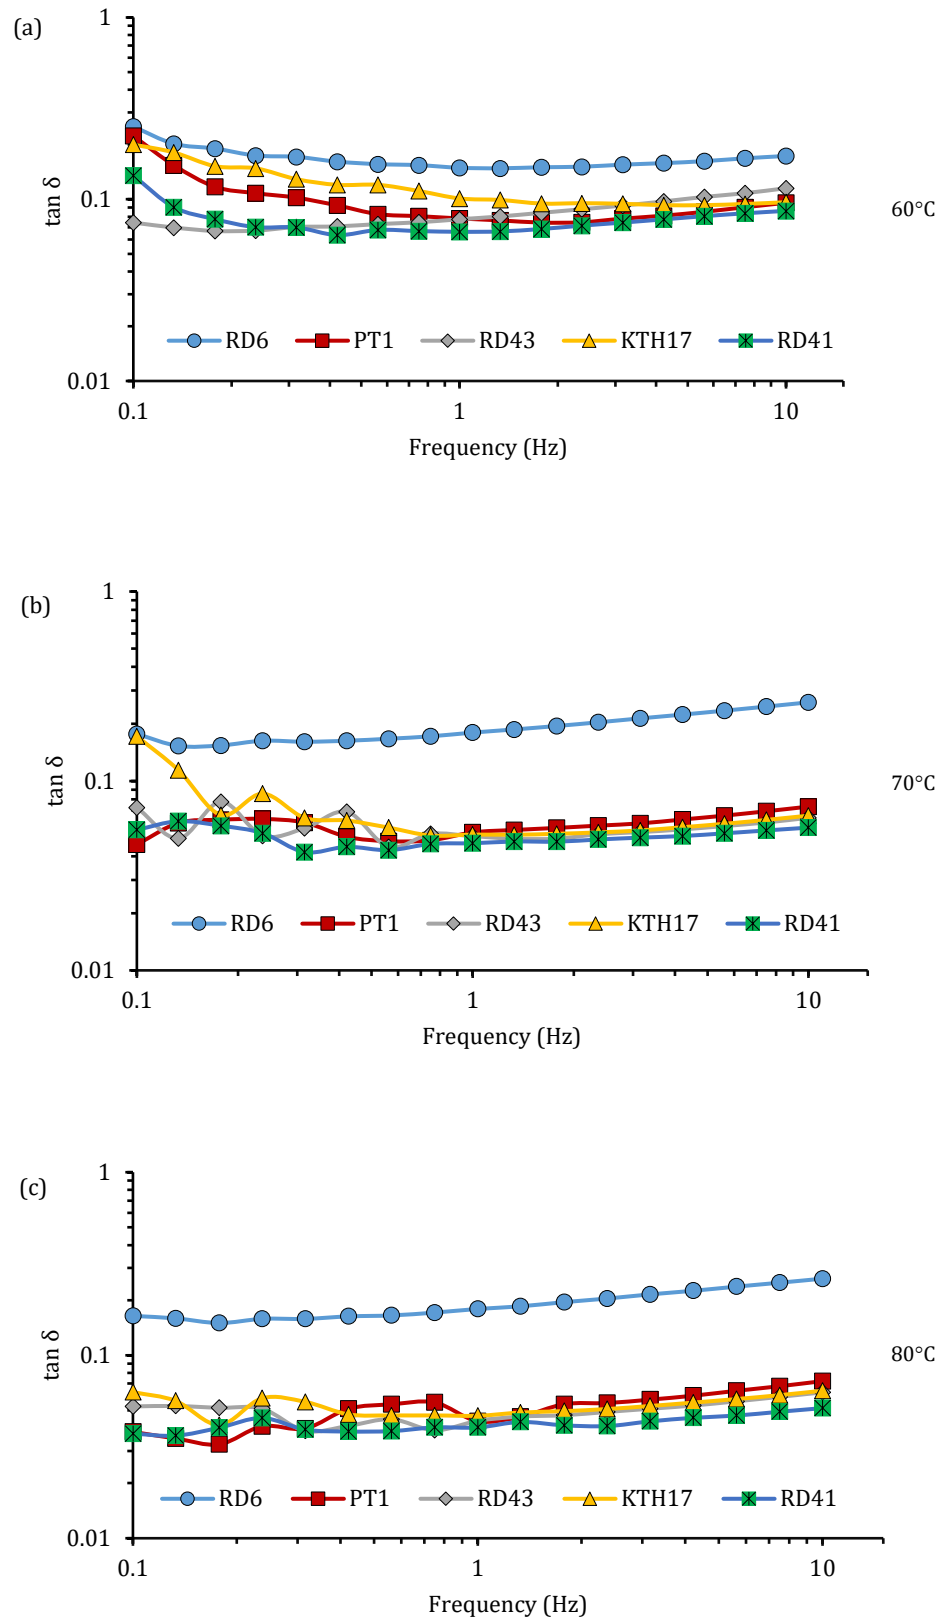 (a)
1
0.1
0.01
tan δ
60°C
RD6 PT1 RD43 KTH17 RD41
0.1 1 10
Frequency (Hz)
(b)
1
0.1
0.01
tan δ
70°C
RD6 PT1 RD43 KTH17 RD41
0.1 1 10
Frequency (Hz)
(c)
1
0.1
0.01
tan δ
80°C
RD6 PT1 RD43 KTH17 RD41
0.1 1 10
Frequency (Hz)